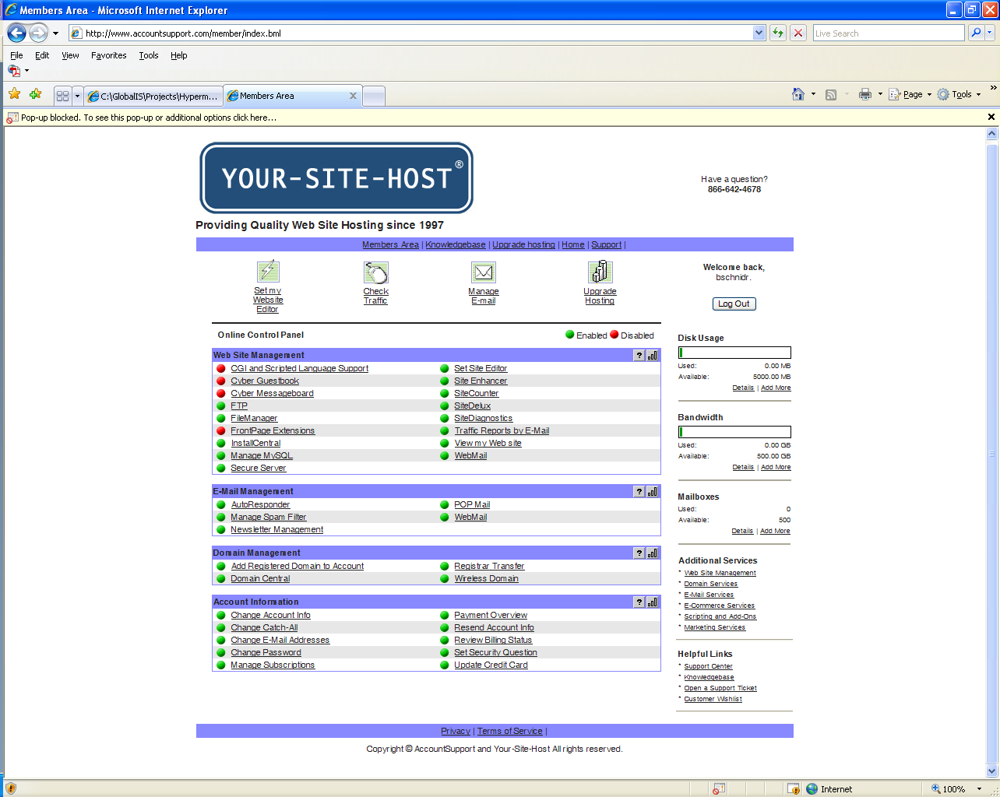 Members Area - Microsoft Internet Explorer
http://www.accountsupport.com/member/index.bml
Live Search
File Edit View Favorites Tools Help
C:\GlobalIS\Projects\Hyperm...
Members Area
Page
Tools
Pop-up blocked. To see this pop-up or additional options click here...
YOUR-SITE-HOST®
Have a question?
866-642-4678
Providing Quality Web Site Hosting since 1997
Members Area | Knowledgebase | Upgrade hosting | Home | Support |
Set my
Website
Editor
Check
Traffic
Manage
E-mail
Upgrade
Hosting
Welcome back,
bschnidr.
Log Out
Online Control Panel
Enabled Disabled
Web Site Management ?
CGI and Scripted Language Support Set Site Editor
Cyber Guestbook Site Enhancer
Cyber Messageboard SiteCounter
FTP SiteDelux
FileManager SiteDiagnostics
FrontPage Extensions Traffic Reports by E-Mail
InstallCentral View my Web site
Manage MySQL WebMail
Secure Server
E-Mail Management ?
AutoResponder POP Mail
Manage Spam Filter WebMail
Newsletter Management
Domain Management ?
Add Registered Domain to Account Registrar Transfer
Domain Central Wireless Domain
Account Information ?
Change Account Info Payment Overview
Change Catch-All Resend Account Info
Change E-Mail Addresses Review Billing Status
Change Password Set Security Question
Manage Subscriptions Update Credit Card
Disk Usage
Used: 0.00 MB
Available: 5000.00 MB
Details | Add More
Bandwidth
Used: 0.00 GB
Available: 500.00 GB
Details | Add More
Mailboxes
Used: 0
Available: 500
Details | Add More
Additional Services
* Web Site Management
* Domain Services
* E-Mail Services
* E-Commerce Services
* Scripting and Add-Ons
* Marketing Services
Helpful Links
* Support Center
* Knowledgebase
* Open a Support Ticket
* Customer Wishlist
Privacy | Terms of Service |
Copyright © AccountSupport and Your-Site-Host All rights reserved.
Internet
100%